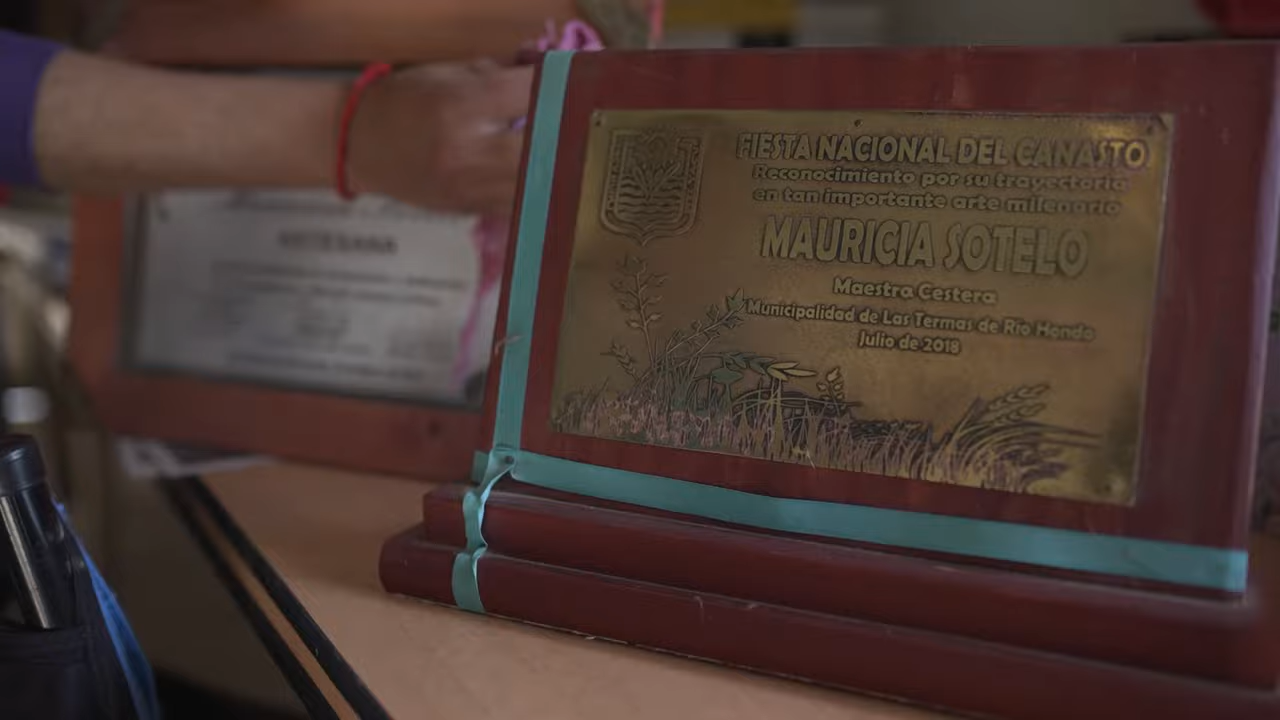 FIESTA NACIONAL DEL CANASTO
Reconocimiento por su trayectoria
en tan importante arte milenario
MAURICIA SOTELO
Maestra Cestera
Municipalidad de Las Termas de Río Hondo
Julio de 2018
ARTESANA